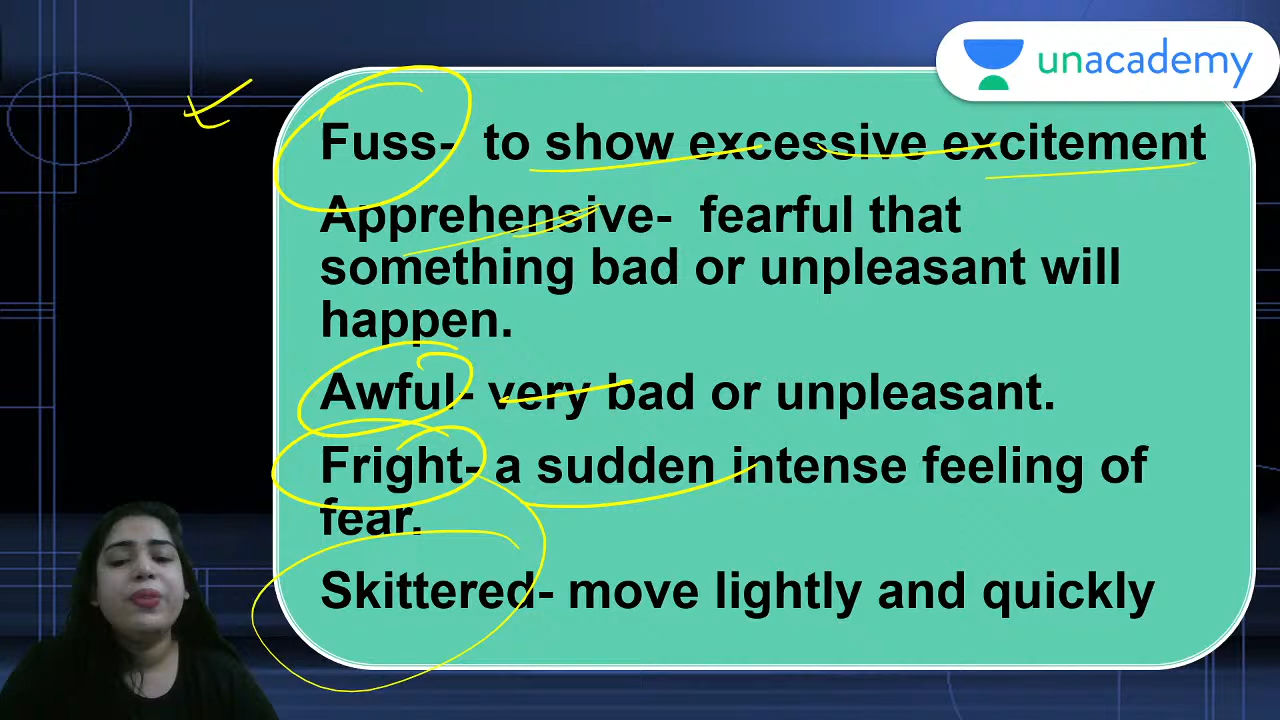 unacademy
Fuss- to show excessive excitement
Apprehensive- fearful that
something bad or unpleasant will
happen.
Awful- very bad or unpleasant.
Fright- a sudden intense feeling of
fear.
Skittered- move lightly and quickly